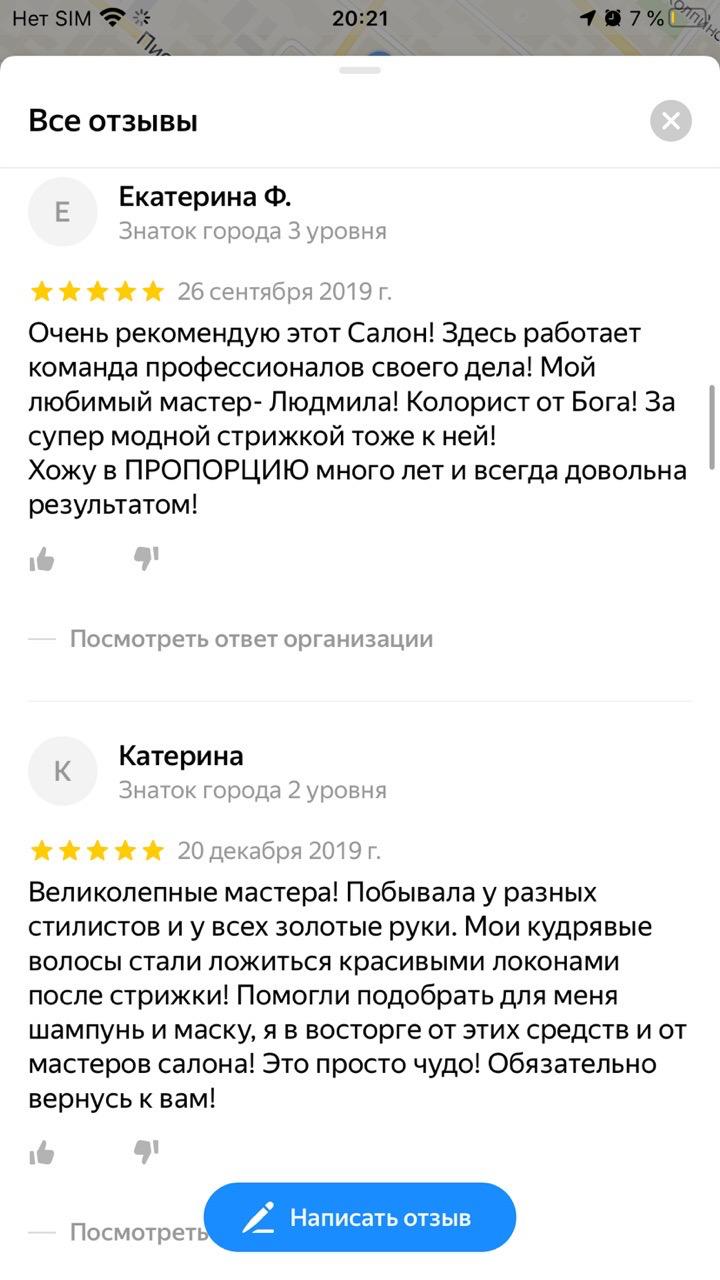 Нет SIM 20:21 7 %
Все отзывы
Е
Екатерина Ф.
Знаток города 3 уровня
26 сентября 2019 г.
Очень рекомендую этот Салон! Здесь работает
команда профессионалов своего дела! Мой
любимый мастер- Людмила! Колорист от Бога! За
супер модной стрижкой тоже к ней!
Хожу в ПРОПОРЦИЮ много лет и всегда довольна
результатом!
Посмотреть ответ организации
К
Катерина
Знаток города 2 уровня
20 декабря 2019 г.
Великолепные мастера! Побывала у разных
стилистов и у всех золотые руки. Мои кудрявые
волосы стали ложиться красивыми локонами
после стрижки! Помогли подобрать для меня
шампунь и маску, я в восторге от этих средств и от
мастеров салона! Это просто чудо! Обязательно
вернусь к вам!
Посмотреть
Написать отзыв